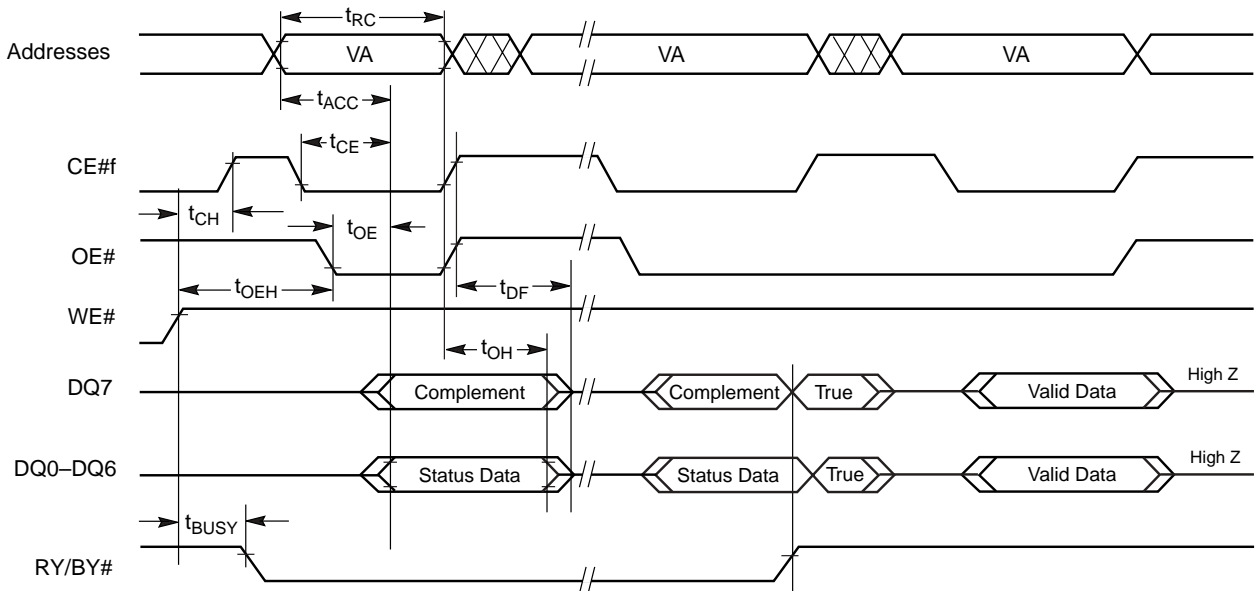 tRC
Addresses VA VA VA
tACC
tCE
CE#f
tCH tOE
OE#
tOEH tDF
WE#
tOH
DQ7 Complement Complement True Valid Data High Z
DQ0–DQ6 Status Data Status Data True Valid Data High Z
tBUSY
RY/BY#